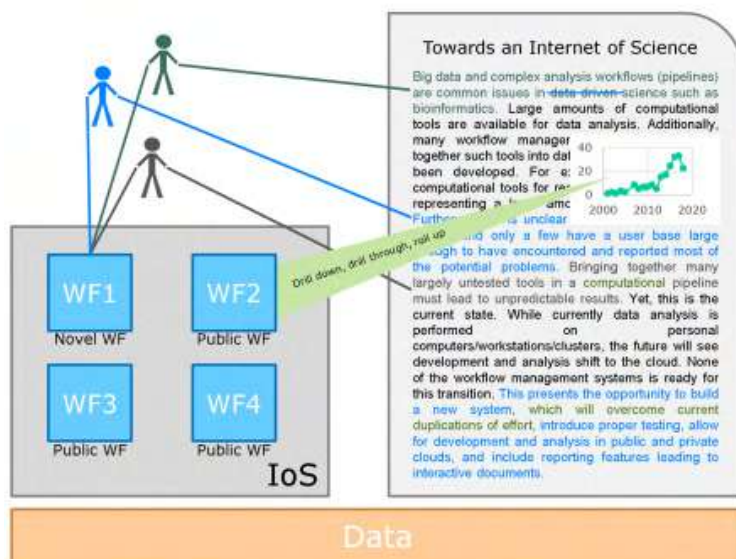 Towards an Internet of Science
Big data and complex analysis workflows (pipelines)
are common issues in data driven science such as
bioinformatics. Large amounts of computational
tools are available for data analysis. Additionally,
many workflow manage
together such tools into dat
been developed. For e
computational tools for re
representing a
Furthe is unclear
and only a few have a user base large
enough to have encountered and reported most of
the potential problems. Bringing together many
largely untested tools in a computational pipeline
must lead to unpredictable results. Yet, this is the
current state. While currently data analysis is
performed on personal
computers/workstations/clusters, the future will see
development and analysis shift to the cloud. None
of the workflow management systems is ready for
this transition. This presents the opportunity to build
a new system, which will overcome current
duplications of effort, introduce proper testing, allow
for development and analysis in public and private
clouds, and include reporting features leading to
interactive documents.
40
20
0
2000 2010 2020
Drill down, drill through, roll up
WF1
Novel WF
WF2
Public WF
WF3
Public WF
WF4
Public WF
IoS
Data